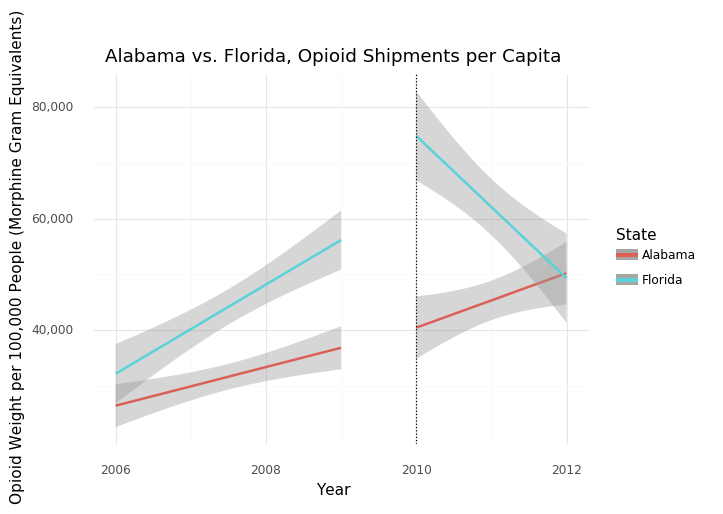 Alabama vs. Florida, Opioid Shipments per Capita
Opioid Weight per 100,000 People (Morphine Gram Equivalents)
80,000
60,000
40,000
2006
2008
2010
2012
Year
State
Alabama
Florida